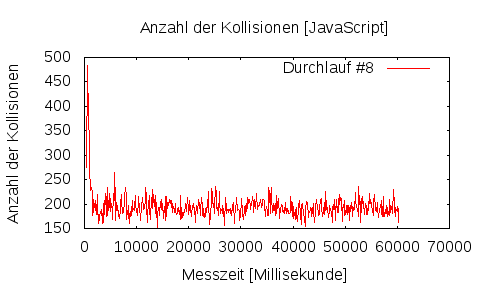 Anzahl der Kollisionen [JavaScript]
Durchlauf #8
Anzahl der Kollisionen
500
450
400
350
300
250
200
150
0 10000 20000 30000 40000 50000 60000 70000
Messzeit [Millisekunde]